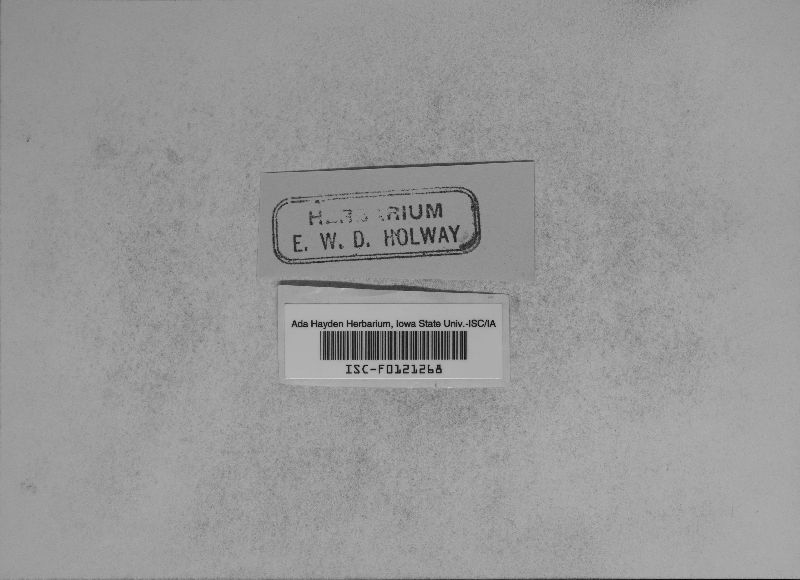 HERBARIUM
E. W. D. HOLWAY
Ada Hayden Herbarium, Iowa State Univ.-ISC/IA
ISC-F0121268